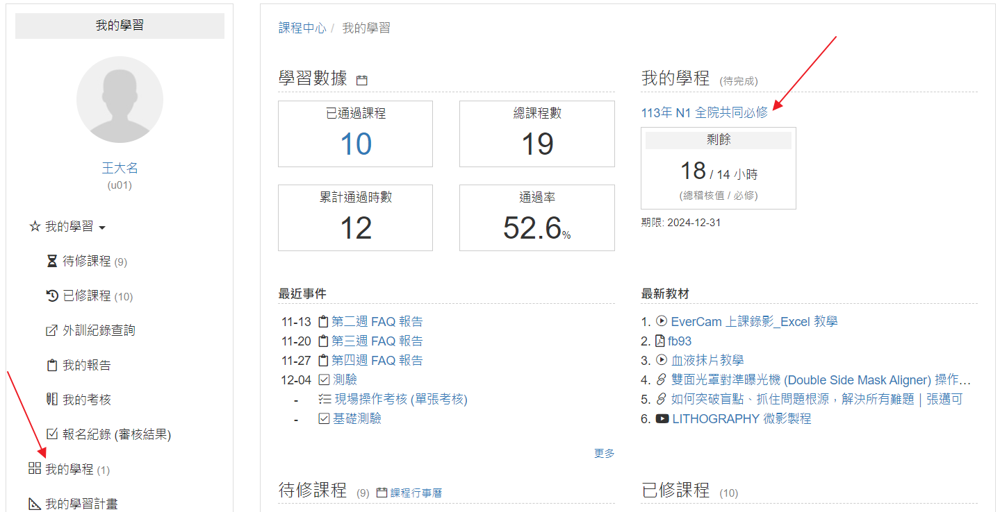 我的學習
王大名
(u01)
我的學習
待修課程 (9)
已修課程 (10)
外訓紀錄查詢
我的報告
我的考核
報名紀錄 (審核結果)
我的學程 (1)
我的學習計畫
課程中心 / 我的學習
學習數據
已通過課程
10
總課程數
19
累計通過時數
12
通過率
52.6%
我的學程 (待完成)
113年 N1 全院共同必修
剩餘
18 / 14 小時
(總稽核值 / 必修)
期限: 2024-12-31
最近事件
11-13 第二週 FAQ 報告
11-20 第三週 FAQ 報告
11-27 第四週 FAQ 報告
12-04 測驗
- 現場操作考核 (單張考核)
- 基礎測驗
更多
最新教材
1. EverCam 上課錄影_Excel 教學
2. fb93
3. 血液抹片教學
4. 雙面光罩對準曝光機 (Double Side Mask Aligner) 操作…
5. 如何突破盲點、抓住問題根源，解決所有難題｜張邁可
6. LITHOGRAPHY 微影製程
待修課程 (9) 課程行事曆
已修課程 (10)